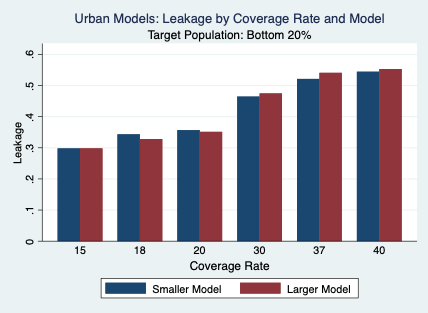 Urban Models: Leakage by Coverage Rate and Model
Target Population: Bottom 20%
Leakage
.6
.5
.4
.3
.2
.1
0
15 18 20 30 37 40
Coverage Rate
Smaller Model Larger Model